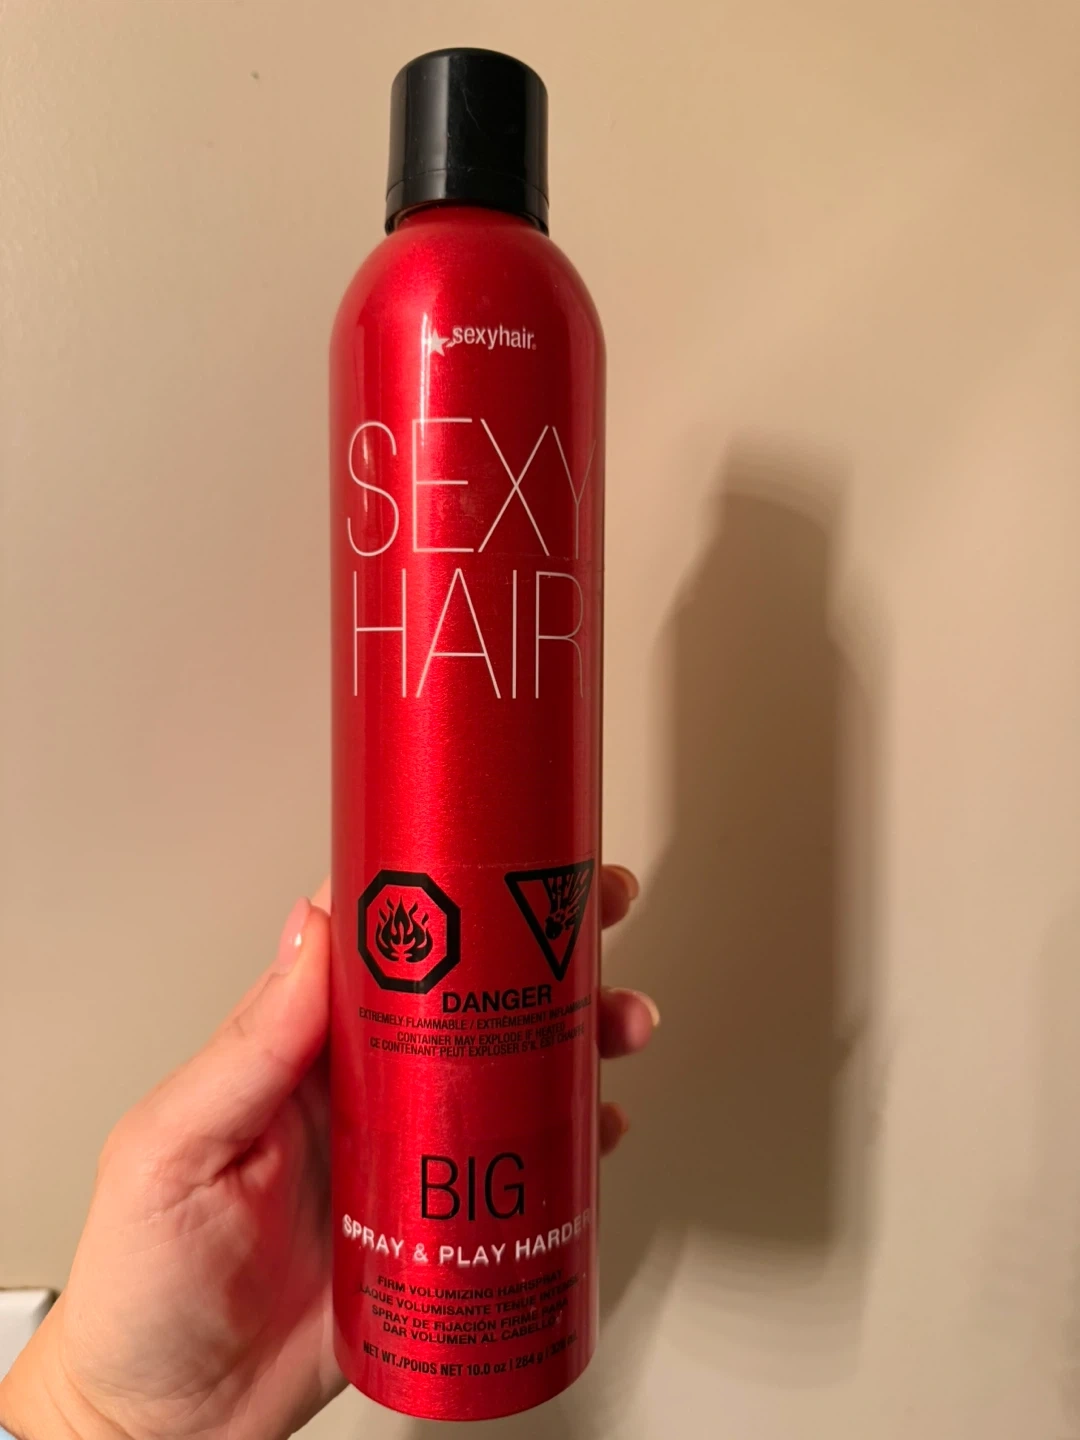 sexyhair®
SEXY
HAIR
DANGER
EXTREMELY FLAMMABLE / EXTRÊMEMENT INFLAMMABLE
CONTAINER MAY EXPLODE IF HEATED
CE CONTENANT PEUT EXPLOSER S'IL EST CHAUFFÉ
BIG
SPRAY & PLAY HARDER
FIRM VOLUMIZING HAIRSPRAY
LAQUE VOLUMISANTE TENUE INTENSE
SPRAY DE FIJACIÓN FIRME PARA
DAR VOLUMEN AL CABELLO
NET WT./POIDS NET 10.0 oz | 284 g |